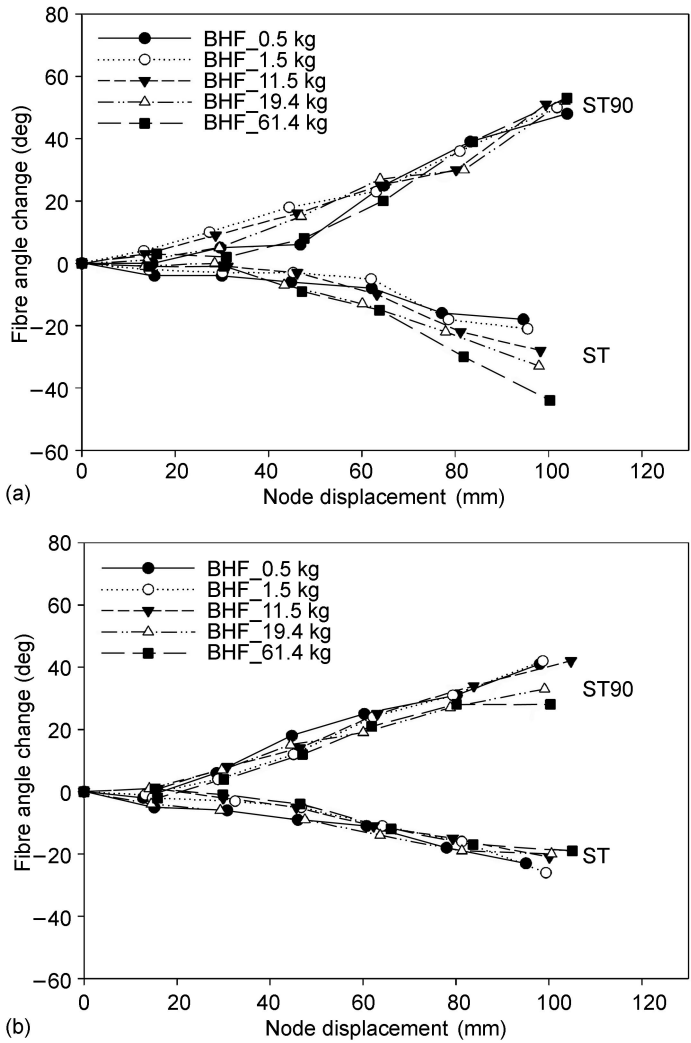 80
60
40
20
0
−20
−40
−60
Fibre angle change (deg)
BHF_0.5 kg
BHF_1.5 kg
BHF_11.5 kg
BHF_19.4 kg
BHF_61.4 kg
ST90
ST
0 20 40 60 80 100 120
Node displacement (mm)
(a)
80
60
40
20
0
−20
−40
−60
Fibre angle change (deg)
BHF_0.5 kg
BHF_1.5 kg
BHF_11.5 kg
BHF_19.4 kg
BHF_61.4 kg
ST90
ST
0 20 40 60 80 100 120
Node displacement (mm)
(b)